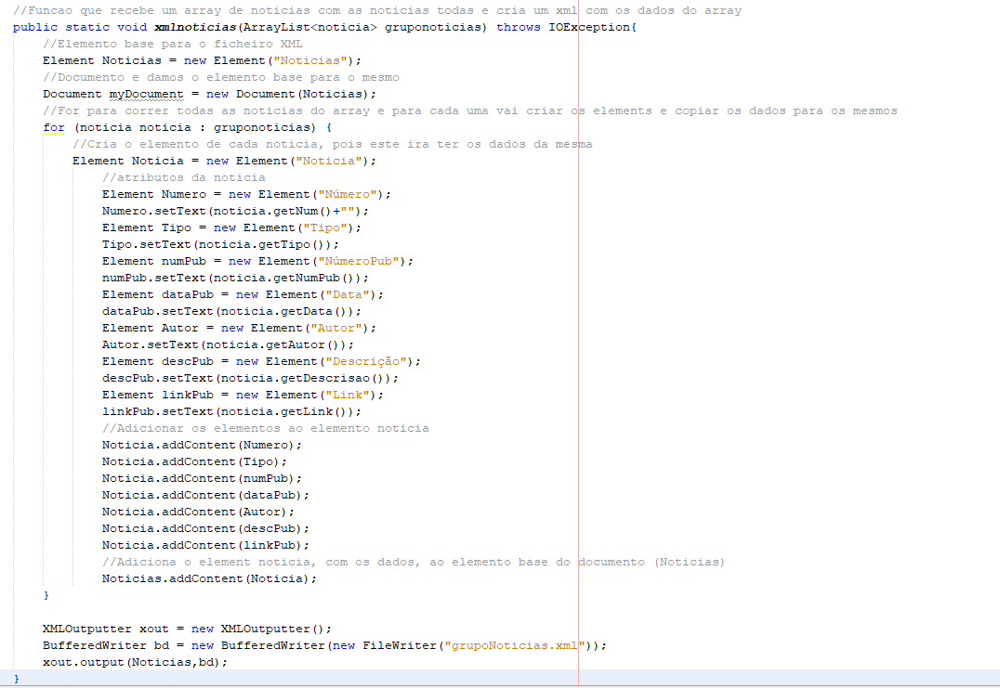 //Funcao que recebe um array de noticias com as noticias todas e cria um xml com os dados do array
public static void xmlnoticias(ArrayList<noticia> gruponoticias) throws IOException{
//Elemento base para o ficheiro XML
Element Noticias = new Element("Noticias");
//Documento e damos o elemento base para o mesmo
Document myDocument = new Document(Noticias);
//For para correr todas as noticias do array e para cada uma vai criar os elements e copiar os dados para os mesmos
for (noticia noticia : gruponoticias) {
//Cria o elemento de cada noticia, pois este ira ter os dados da mesma
Element Noticia = new Element("Noticia");
//atributos da noticia
Element Numero = new Element("Número");
Numero.setText(noticia.getNum()+"");
Element Tipo = new Element("Tipo");
Tipo.setText(noticia.getTipo());
Element numPub = new Element("NúmeroPub");
numPub.setText(noticia.getNumPub());
Element dataPub = new Element("Data");
dataPub.setText(noticia.getData());
Element Autor = new Element("Autor");
Autor.setText(noticia.getAutor());
Element descPub = new Element("Descrição");
descPub.setText(noticia.getDescrisao());
Element linkPub = new Element("Link");
linkPub.setText(noticia.getLink());
//Adicionar os elementos ao elemento noticia
Noticia.addContent(Numero);
Noticia.addContent(Tipo);
Noticia.addContent(numPub);
Noticia.addContent(dataPub);
Noticia.addContent(Autor);
Noticia.addContent(descPub);
Noticia.addContent(linkPub);
//Adiciona o element noticia, com os dados, ao elemento base do documento (Noticias)
Noticias.addContent(Noticia);
}
XMLOutputter xout = new XMLOutputter();
BufferedWriter bd = new BufferedWriter(new FileWriter("grupoNoticias.xml"));
xout.output(Noticias,bd);
}